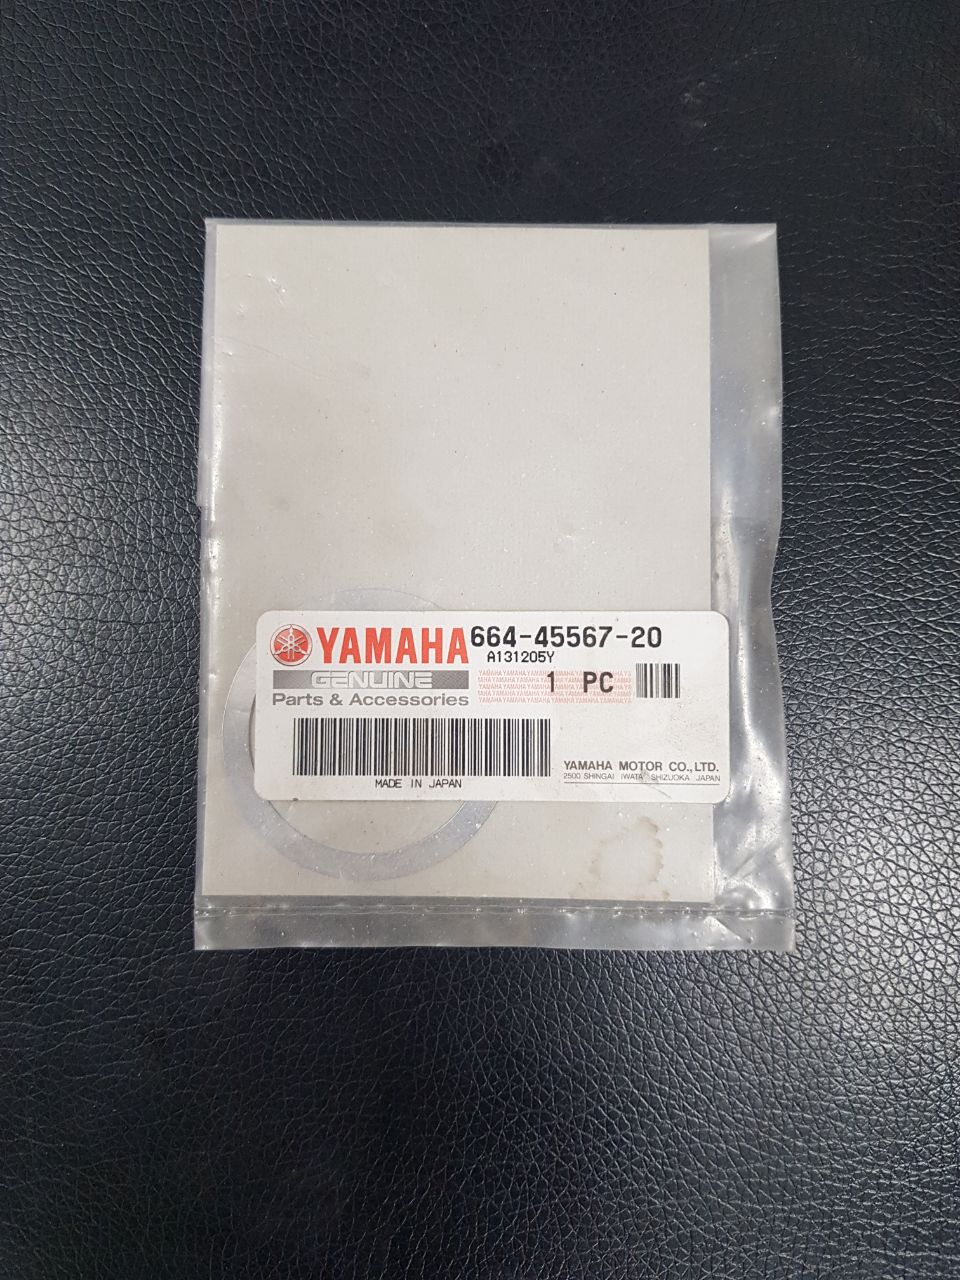 YAMAHA 664-45567-20
A131205Y
GENUINE 1 PC
Parts & Accessories
YAMAHA MOTOR CO.,LTD.
2500 SHINGAI IWATA SHIZUOKA JAPAN
MADE IN JAPAN